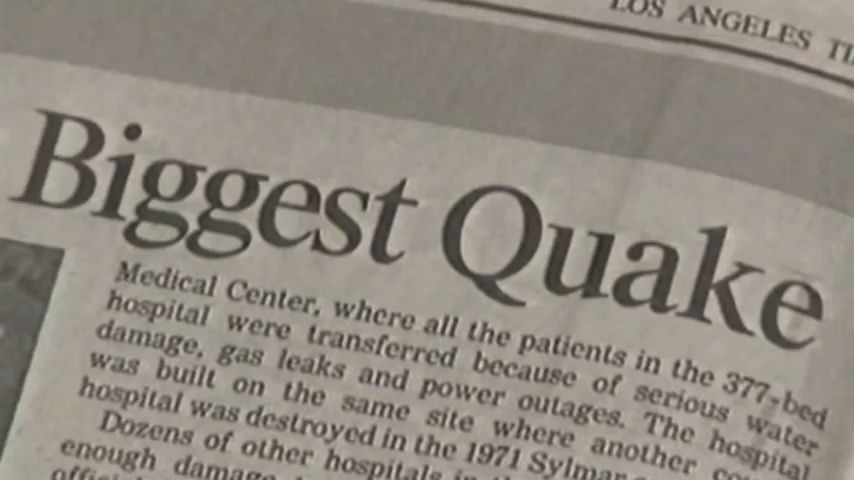 LOS ANGELES
Biggest Quake
Medical Center, where all the patients in the 377-bed
hospital were transferred because of serious water
damage, gas leaks and power outages. The hospital
was built on the same site where another
hospital was destroyed in the 1971 Sylmar
Dozens of other hospitals in
enough damage